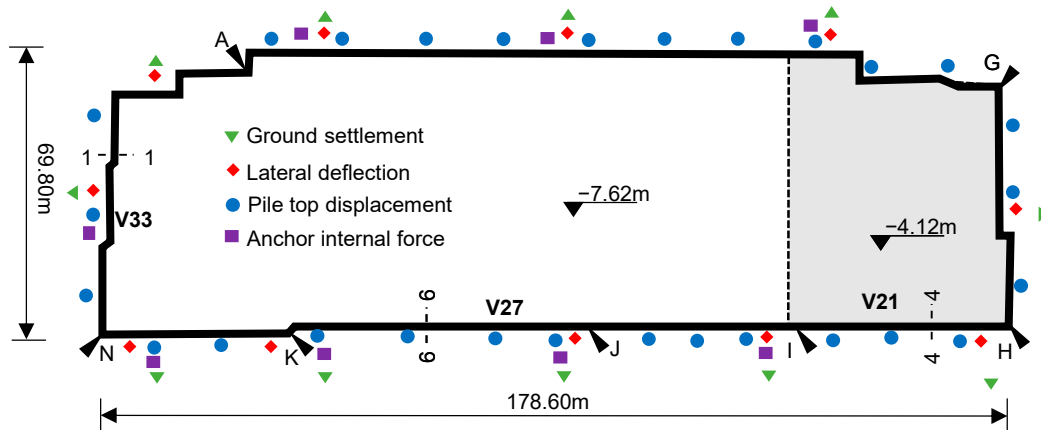 A
G
69.80m
1
1
Ground settlement
Lateral deflection
Pile top displacement
Anchor internal force
V33
−7.62m
−4.12m
V27
V21
6
6
4
4
N
K
J
I
H
178.60m